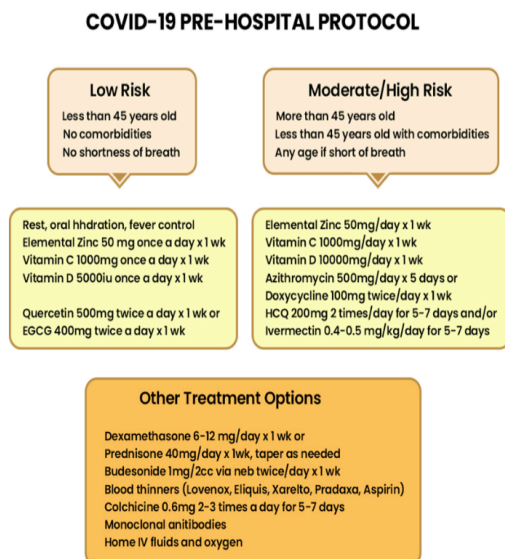 COVID-19 PRE-HOSPITAL PROTOCOL
Low Risk
Less than 45 years old
No comorbidities
No shortness of breath
Moderate/High Risk
More than 45 years old
Less than 45 years old with comorbidities
Any age if short of breath
Rest, oral hhdration, fever control
Elemental Zinc 50 mg once a day x 1 wk
Vitamin C 1000mg once a day x 1 wk
Vitamin D 5000iu once a day x 1 wk
Quercetin 500mg twice a day x 1 wk or
EGCG 400mg twice a day x 1 wk
Elemental Zinc 50mg/day x 1 wk
Vitamin C 1000mg/day x 1 wk
Vitamin D 10000mg/day x 1 wk
Azithromycin 500mg/day x 5 days or
Doxycycline 100mg twice/day x 1 wk
HCQ 200mg 2 times/day for 5-7 days and/or
Ivermectin 0.4-0.5 mg/kg/day for 5-7 days
Other Treatment Options
Dexamethasone 6-12 mg/day x 1 wk or
Prednisone 40mg/day x 1wk, taper as needed
Budesonide 1mg/2cc via neb twice/day x 1 wk
Blood thinners (Lovenox, Eliquis, Xarelto, Pradaxa, Aspirin)
Colchicine 0.6mg 2-3 times a day for 5-7 days
Monoclonal anitibodies
Home IV fluids and oxygen